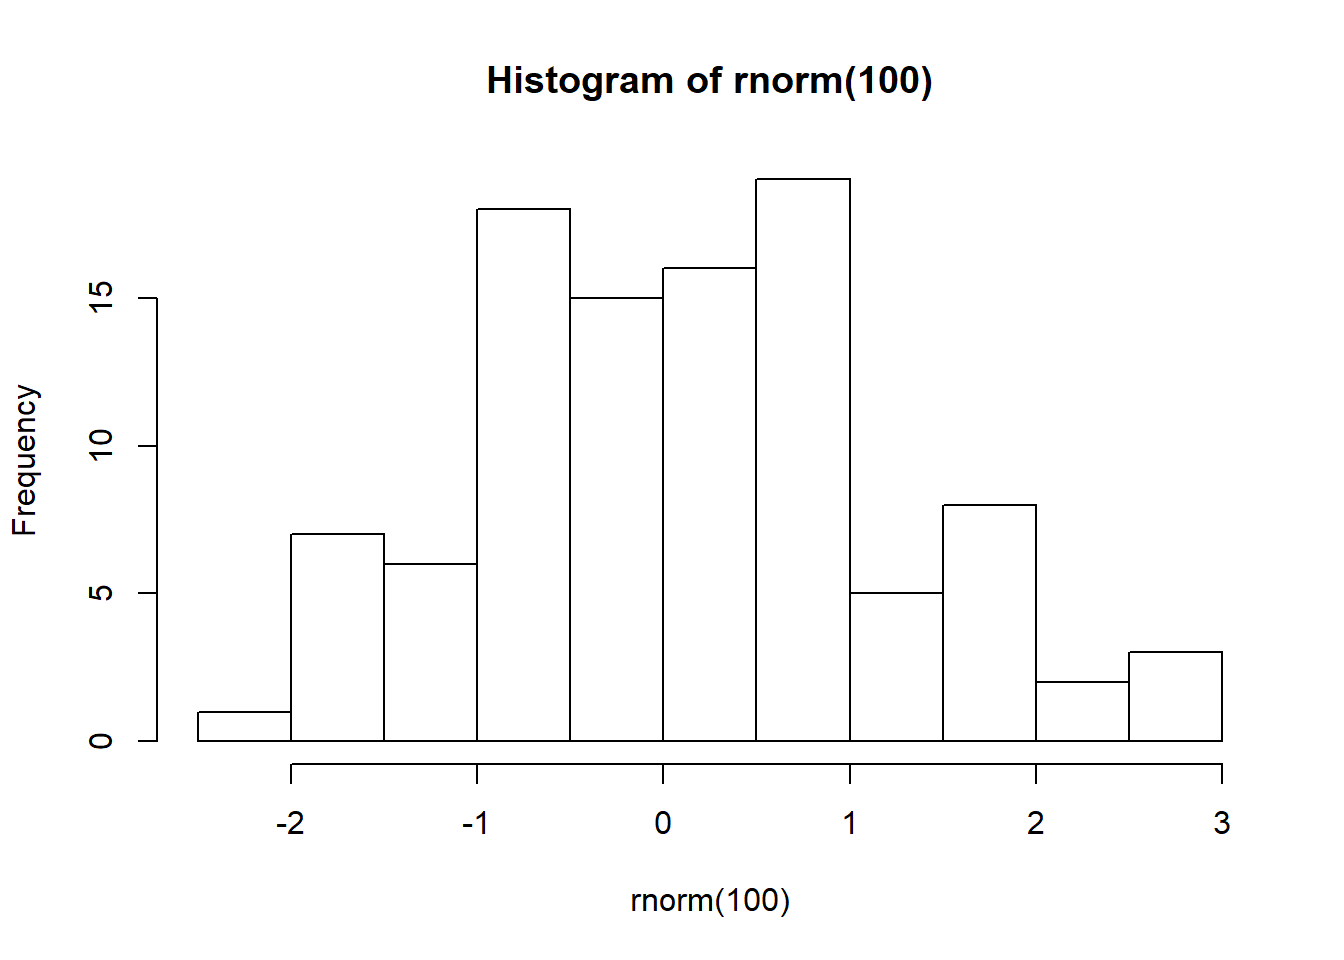 Histogram of rnorm(100)
Frequency
15
10
5
0
-2 -1 0 1 2 3
rnorm(100)